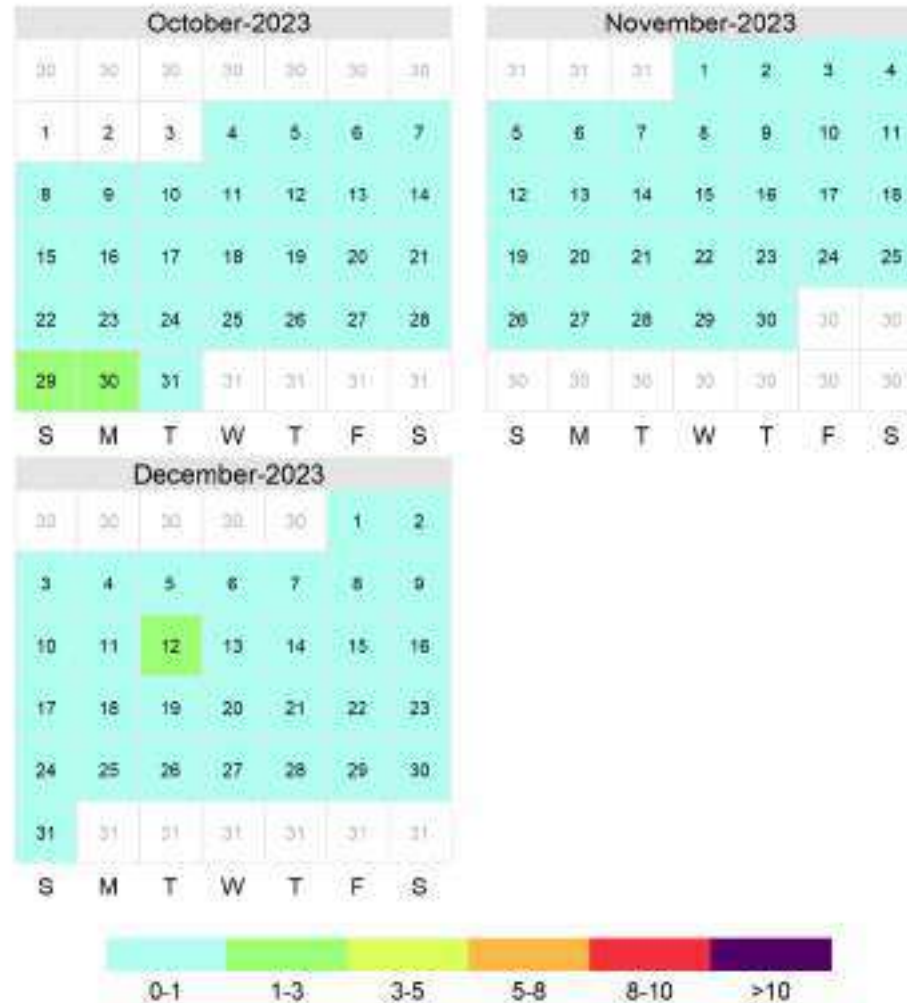 October-2023
30 30 30 30 30 30 30
1 2 3 4 5 6 7
8 9 10 11 12 13 14
15 16 17 18 19 20 21
22 23 24 25 26 27 28
29 30 31 31 31 31 31
S M T W T F S
November-2023
31 31 31 1 2 3 4
5 6 7 8 9 10 11
12 13 14 15 16 17 18
19 20 21 22 23 24 25
26 27 28 29 30 30 30
30 30 30 30 30 30 30
S M T W T F S
December-2023
30 30 30 30 30 1 2
3 4 5 6 7 8 9
10 11 12 13 14 15 16
17 18 19 20 21 22 23
24 25 26 27 28 29 30
31 31 31 31 31 31 31
S M T W T F S
0-1 1-3 3-5 5-8 8-10 >10